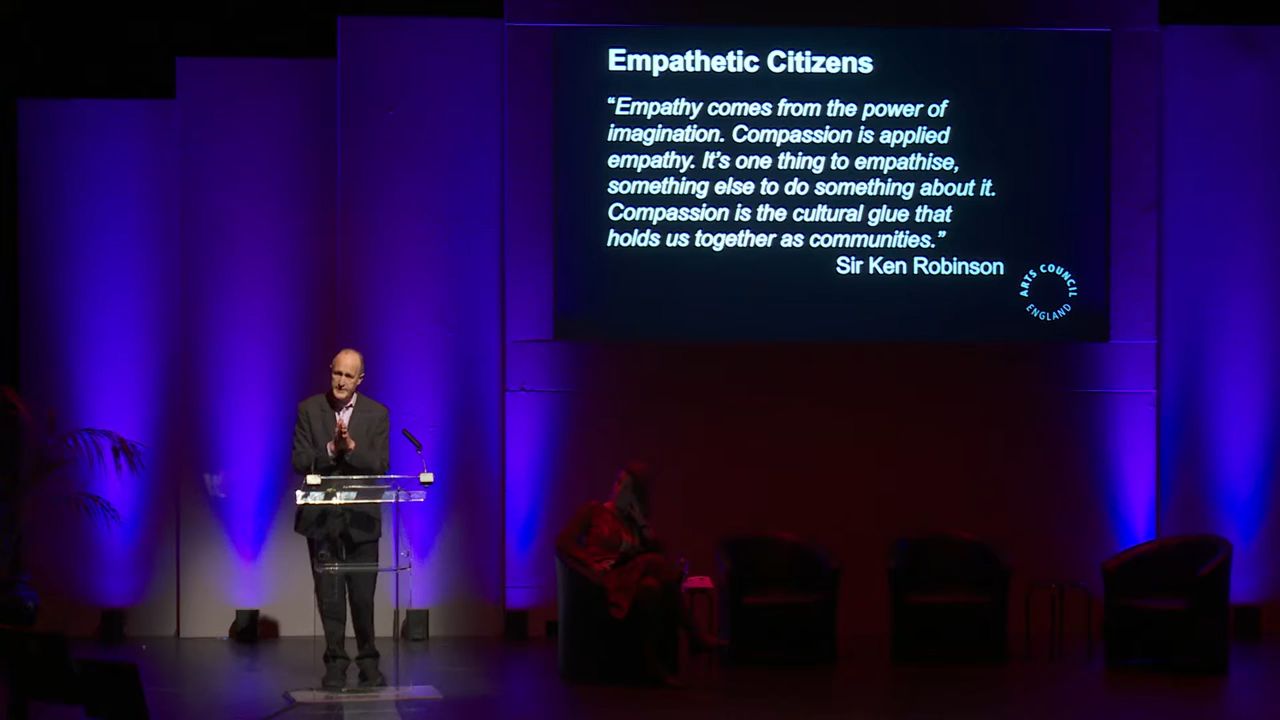 Empathetic Citizens
“Empathy comes from the power of
imagination. Compassion is applied
empathy. It’s one thing to empathise,
something else to do something about it.
Compassion is the cultural glue that
holds us together as communities.”
Sir Ken Robinson
ARTS COUNCIL
ENGLAND